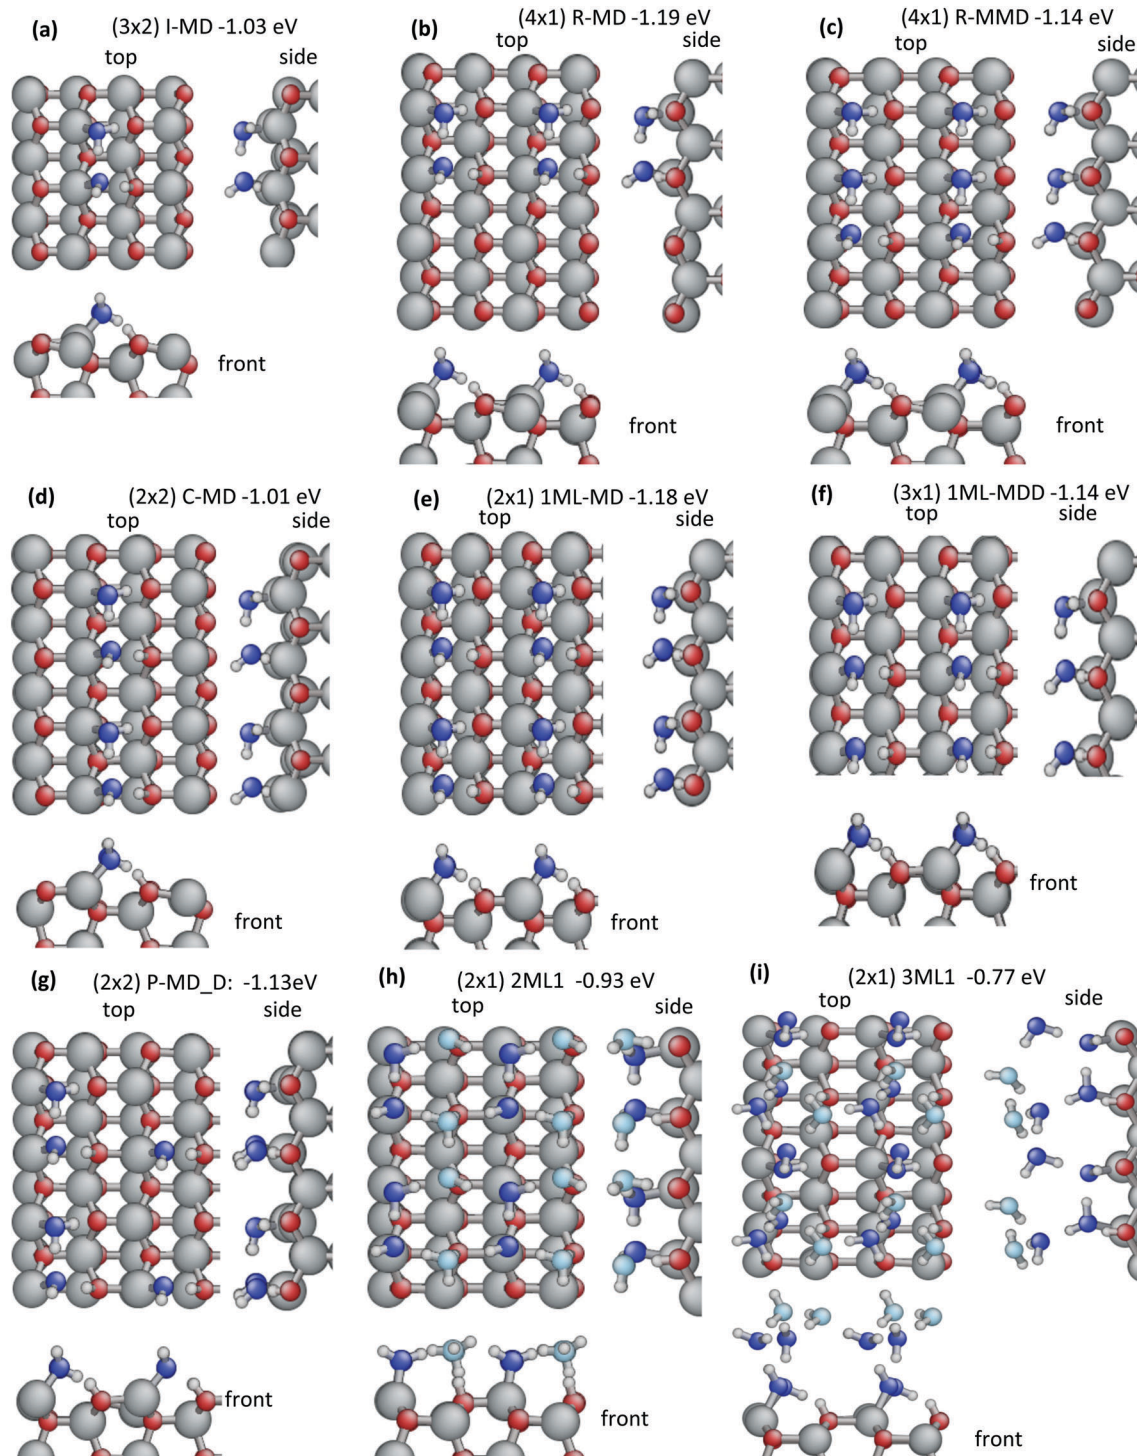 (a) (3x2) I-MD -1.03 eV
top side
front
(b) (4x1) R-MD -1.19 eV
top side
front
(c) (4x1) R-MMD -1.14 eV
top side
front
(d) (2x2) C-MD -1.01 eV
top side
front
(e) (2x1) 1ML-MD -1.18 eV
top side
front
(f) (3x1) 1ML-MDD -1.14 eV
top side
front
(g) (2x2) P-MD_D: -1.13eV
top side
front
(h) (2x1) 2ML1 -0.93 eV
top side
front
(i) (2x1) 3ML1 -0.77 eV
top side
front